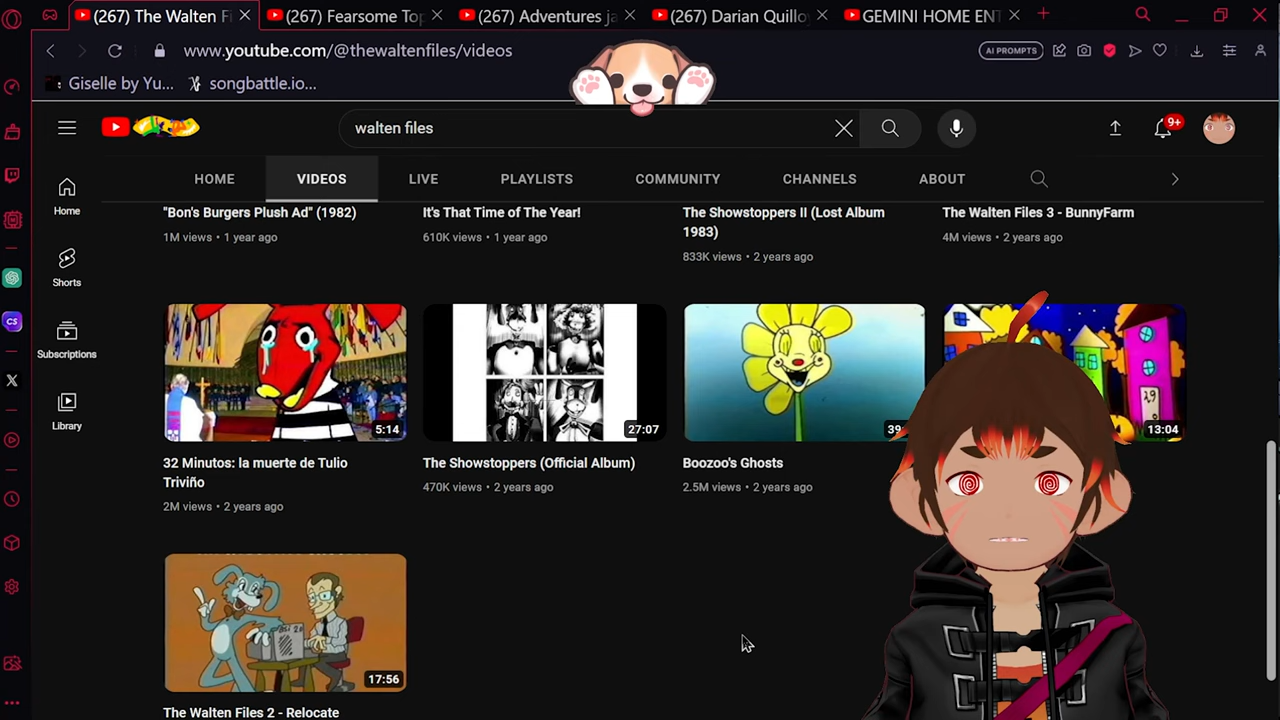 (267) The Walten Fi
(267) Fearsome Top
(267) Adventures ja
(267) Darian Quilloy
GEMINI HOME ENT
www.youtube.com/@thewaltenfiles/videos
AI PROMPTS
Giselle by Yu...
songbattle.io...
walten files
9+
HOME
VIDEOS
LIVE
PLAYLISTS
COMMUNITY
CHANNELS
ABOUT
Home
Shorts
Subscriptions
Library
CS
"Bon's Burgers Plush Ad" (1982)
1M views • 1 year ago
It's That Time of The Year!
610K views • 1 year ago
The Showstoppers II (Lost Album
1983)
833K views • 2 years ago
The Walten Files 3 - BunnyFarm
4M views • 2 years ago
5:14
32 Minutos: la muerte de Tulio
Triviño
2M views • 2 years ago
27:07
The Showstoppers (Official Album)
470K views • 2 years ago
39
Boozoo's Ghosts
2.5M views • 2 years ago
29
13:04
17:56
The Walten Files 2 - Relocate